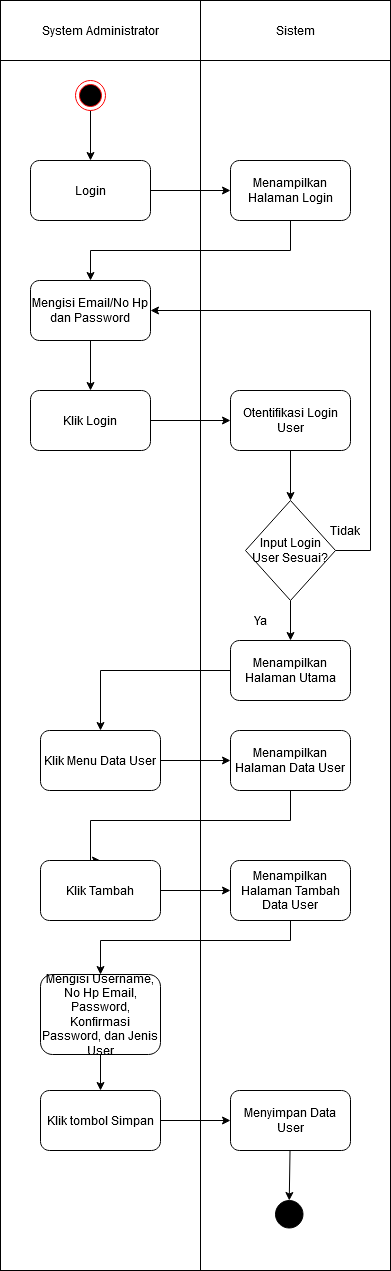 System Administrator
Sistem
Login
Menampilkan
Halaman Login
Mengisi Email/No Hp
dan Password
Klik Login
Otentifikasi Login
User
Input Login
User Sesuai?
Tidak
Ya
Menampilkan
Halaman Utama
Klik Menu Data User
Menampilkan
Halaman Data User
Klik Tambah
Menampilkan
Halaman Tambah
Data User
Mengisi Username,
No Hp Email,
Password,
Konfirmasi
Password, dan Jenis
User
Klik tombol Simpan
Menyimpan Data
User